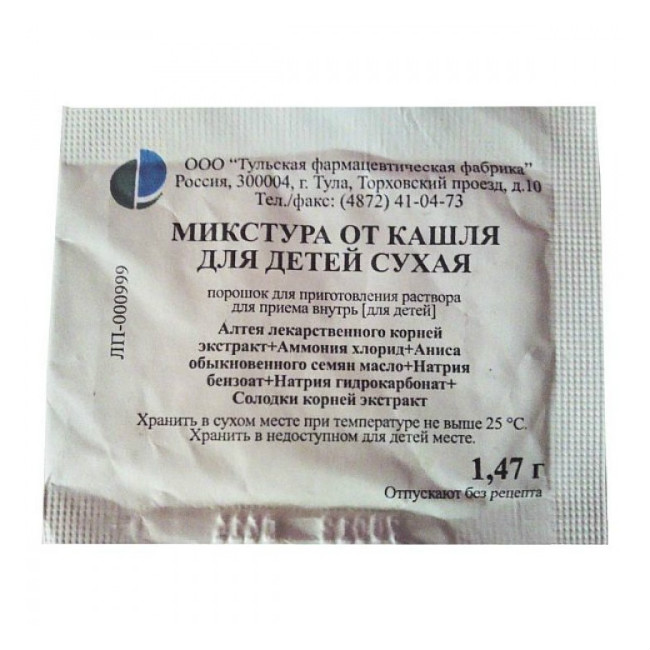 ООО "Тульская фармацевтическая фабрика"
Россия, 300004, г. Тула, Торховский проезд, д.10
Тел./факс: (4872) 41-04-73
МИКСТУРА ОТ КАШЛЯ
ДЛЯ ДЕТЕЙ СУХАЯ
порошок для приготовления раствора
для приема внутрь [для детей]
Алтея лекарственного корней
экстракт+Аммония хлорид+Аниса
обыкновенного семян масло+Натрия
бензоат+Натрия гидрокарбонат+
Солодки корней экстракт
Хранить в сухом месте при температуре не выше 25 °С.
Хранить в недоступном для детей месте.
1,47 г
Отпускают без рецепта
ЛП-000999